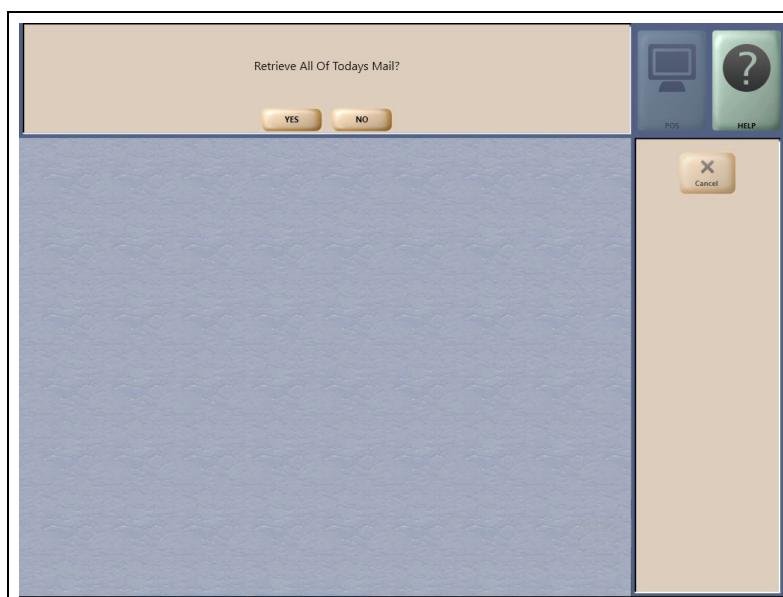 Retrieve All Of Todays Mail?
YES
NO
POS
HELP
Cancel